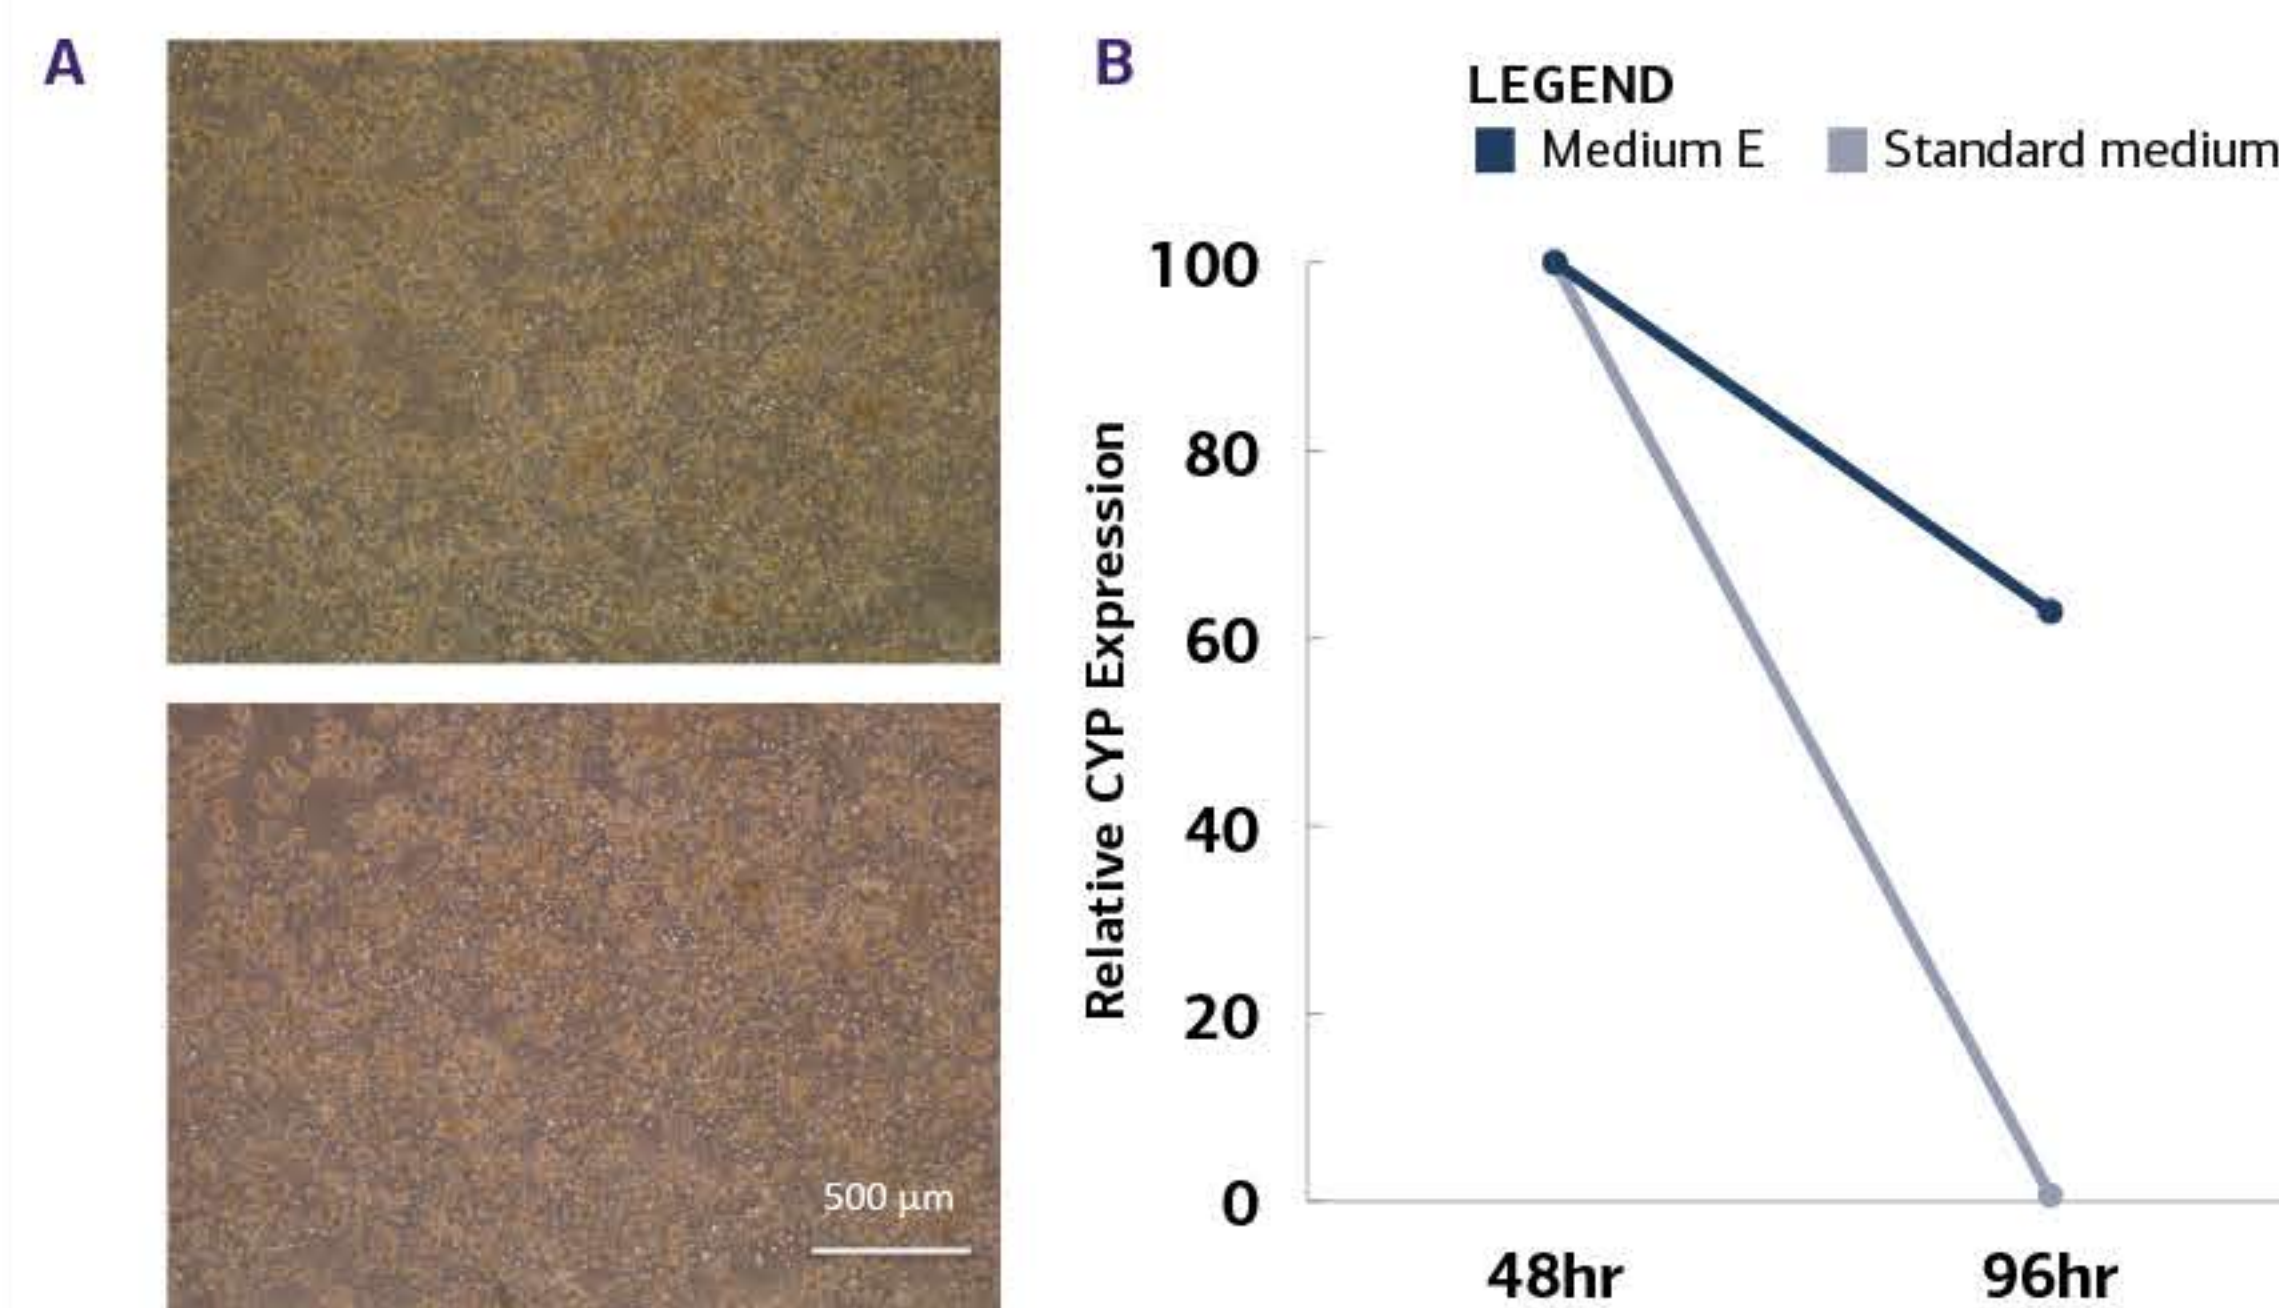 A
500 µm
B
LEGEND
Medium E
Standard medium
Relative CYP Expression
100
80
60
40
20
0
48hr
96hr